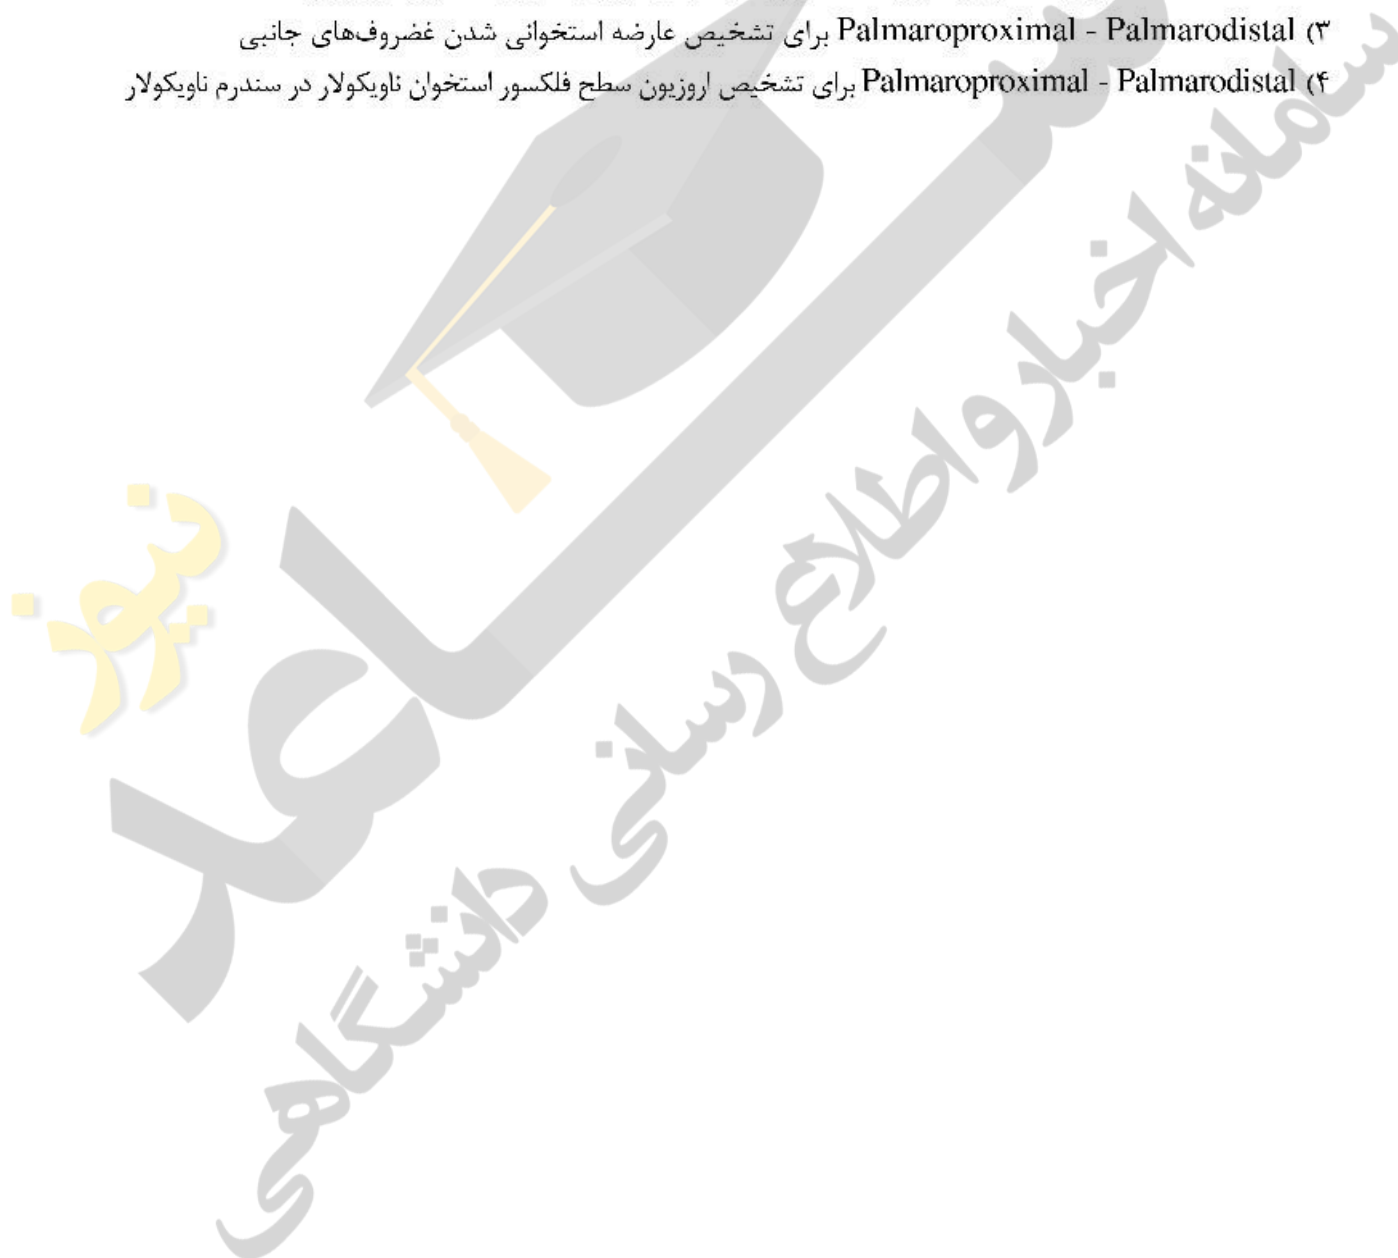 ۳) Palmaroproximal - Palmarodistal برای تشخیص عارضه استخوانی شدن غضروف‌های جانبی
۴) Palmaroproximal - Palmarodistal برای تشخیص اروزیون سطح فلکسور استخوان ناویکولار در سندرم ناویکولار
ساعد
نیوز
سامانه اخبار و اطلاع رسانی دانشگاهی